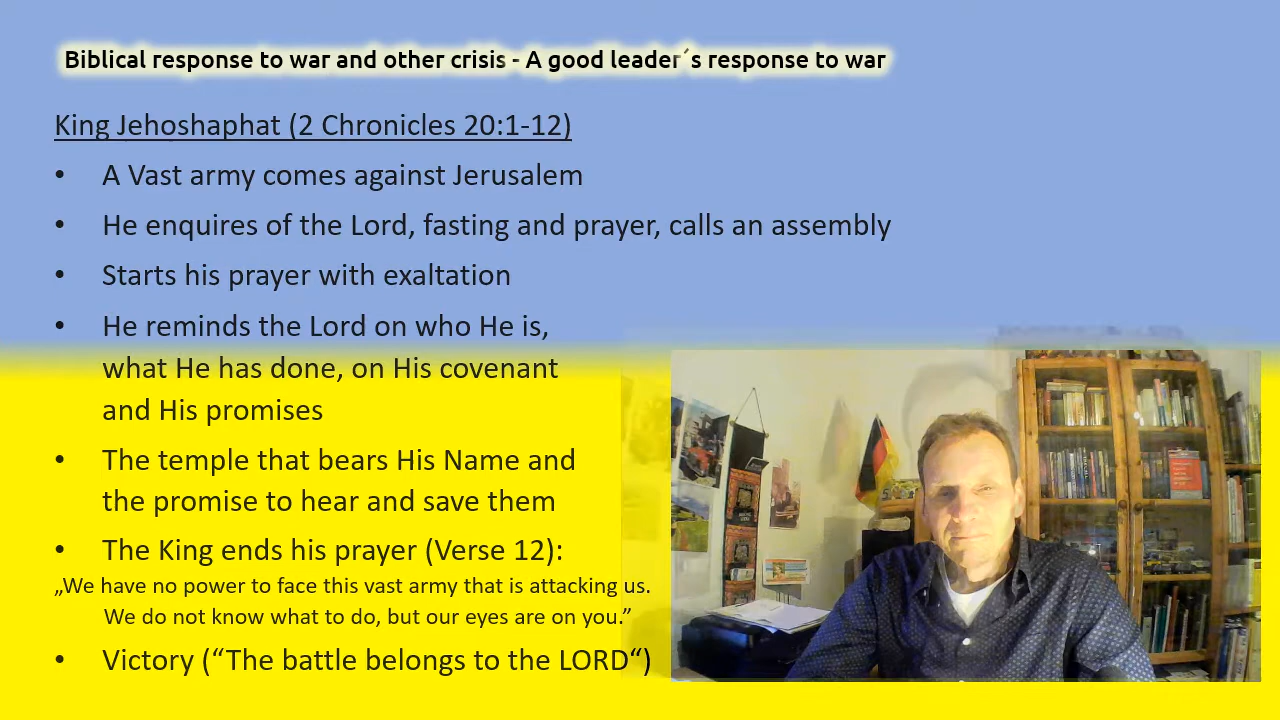 Biblical response to war and other crisis - A good leader´s response to war
King Jehoshaphat (2 Chronicles 20:1-12)
• A Vast army comes against Jerusalem
• He enquires of the Lord, fasting and prayer, calls an assembly
• Starts his prayer with exaltation
• He reminds the Lord on who He is,
what He has done, on His covenant
and His promises
• The temple that bears His Name and
the promise to hear and save them
• The King ends his prayer (Verse 12):
„We have no power to face this vast army that is attacking us.
We do not know what to do, but our eyes are on you.”
• Victory (“The battle belongs to the LORD“)